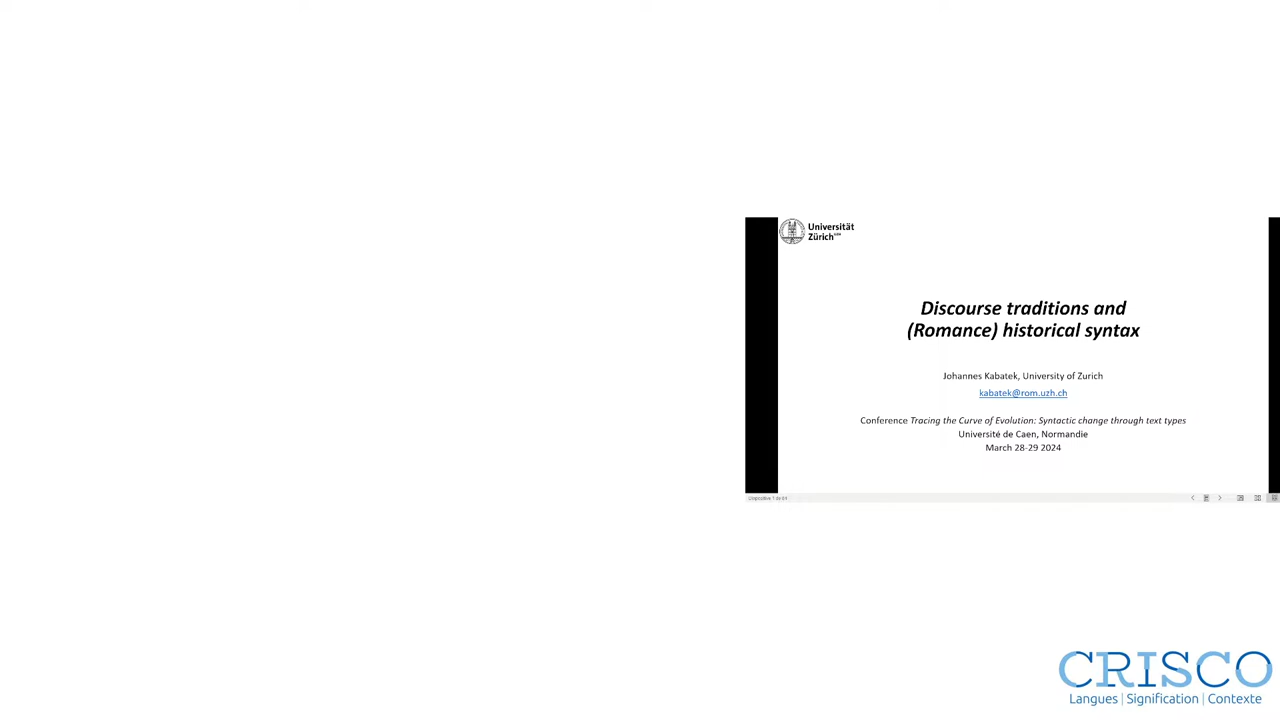 Universität
Zürich
Discourse traditions and
(Romance) historical syntax
Johannes Kabatek, University of Zurich
kabatek@rom.uzh.ch
Conference Tracing the Curve of Evolution: Syntactic change through text types
Université de Caen, Normandie
March 28-29 2024
CRISCO
Langues | Signification | Contexte